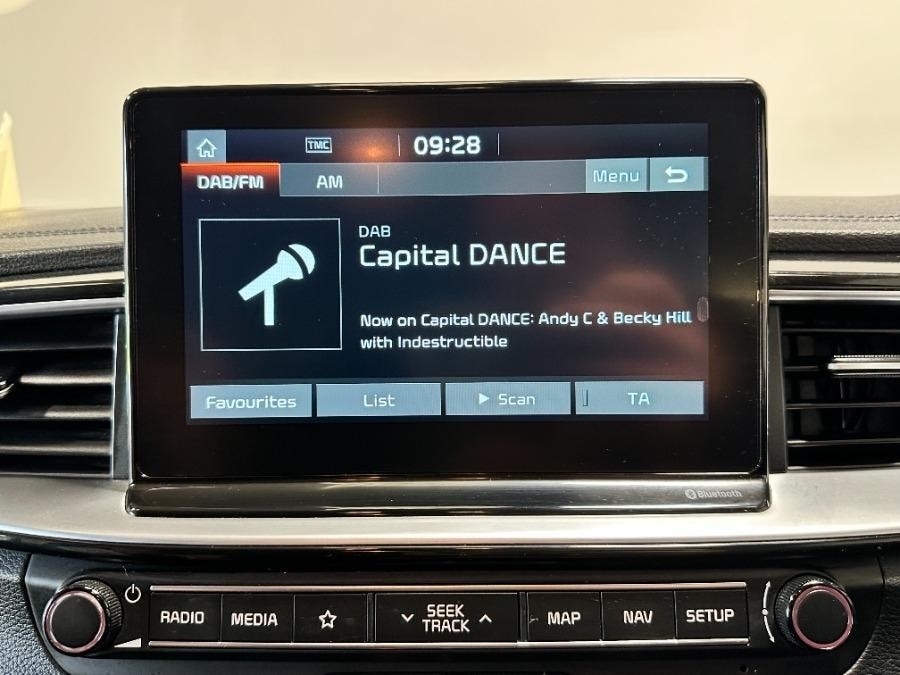 TMC
09:28
DAB/FM
AM
Menu
DAB
Capital DANCE
Now on Capital DANCE: Andy C & Becky Hill
with Indestructible
Favourites
List
Scan
TA
Bluetooth
RADIO
MEDIA
SEEK
TRACK
MAP
NAV
SETUP